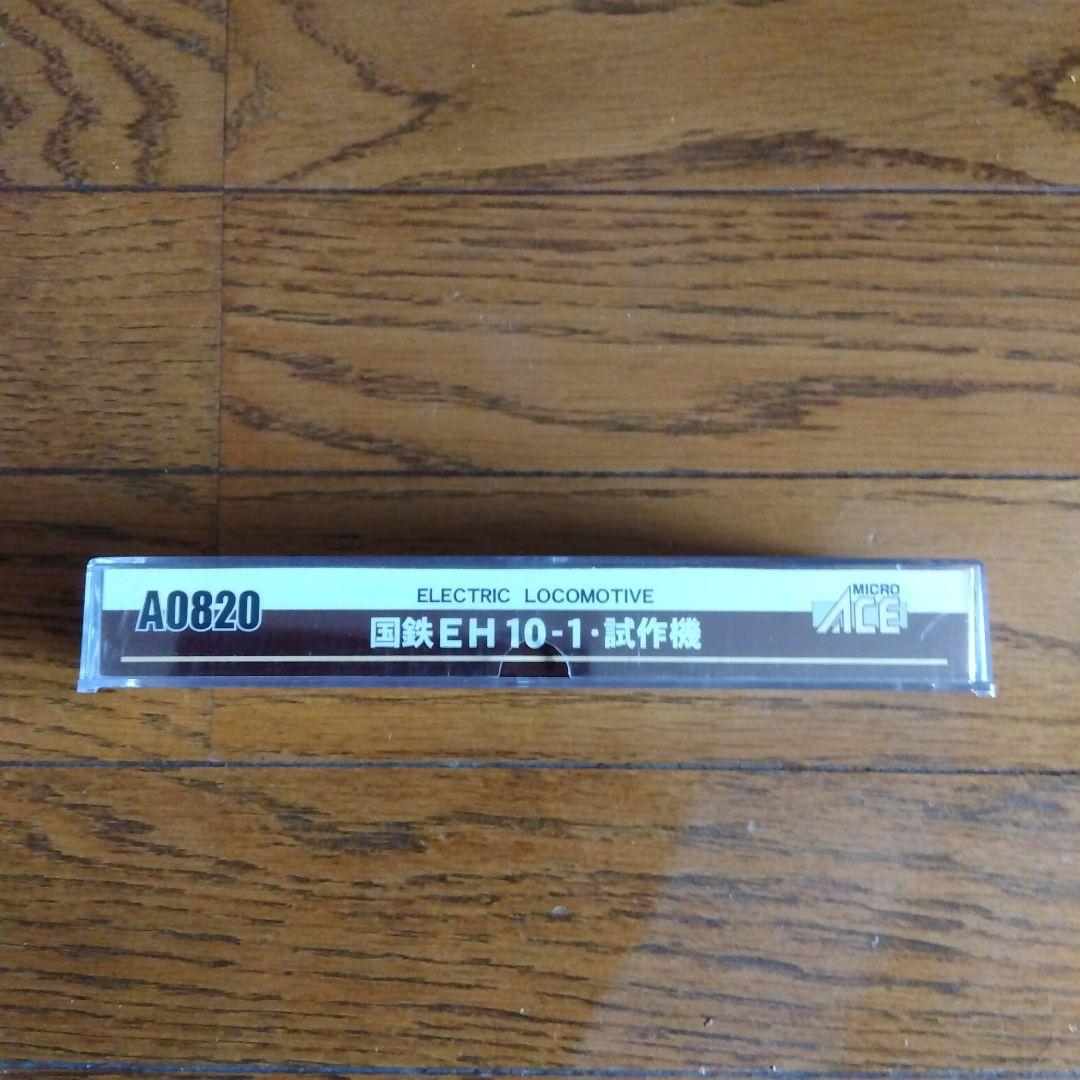 ELECTRIC LOCOMOTIVE
A0820
国鉄EH10-1・試作機
MICRO
ACE